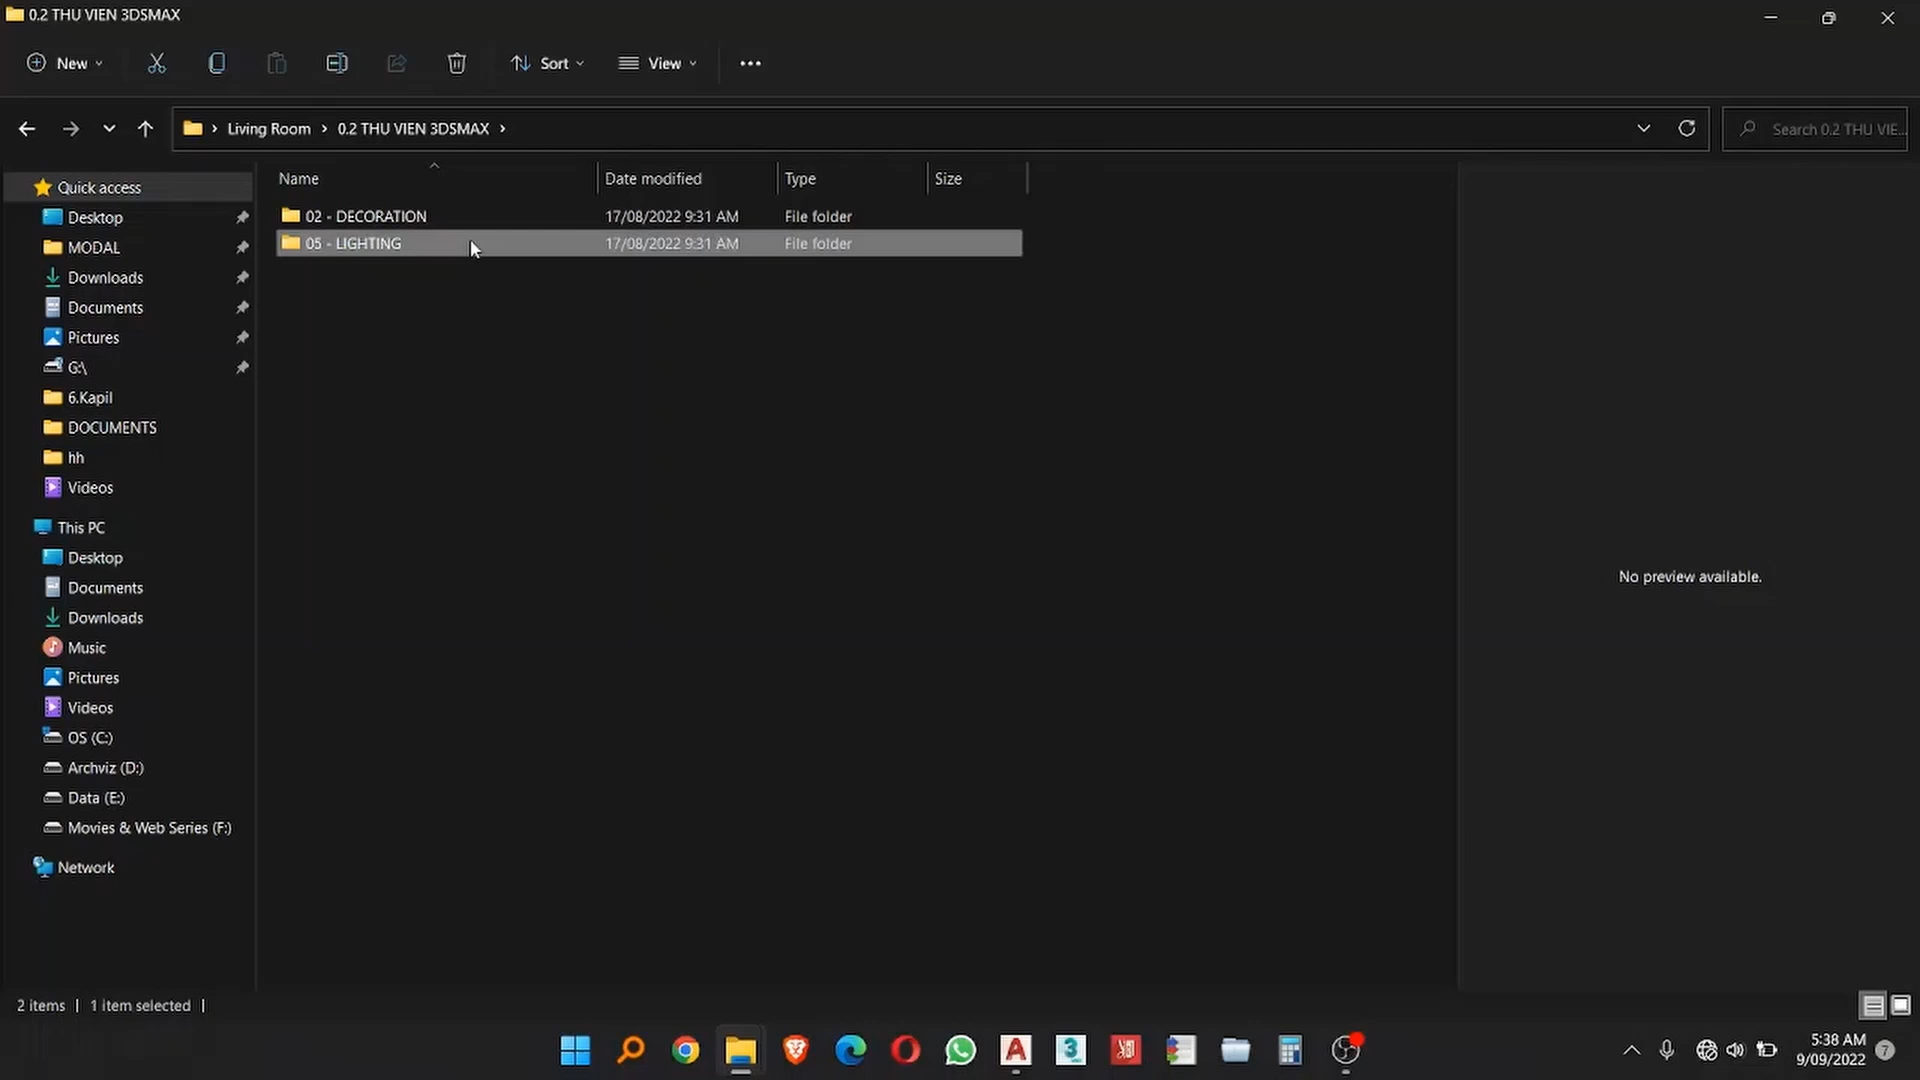 0.2 THU VIEN 3DSMAX
New
Sort
View
Living Room
0.2 THU VIEN 3DSMAX
Search 0.2 THU VIE...
Name
Date modified
Type
Size
02 - DECORATION
17/08/2022 9:31 AM
File folder
05 - LIGHTING
17/08/2022 9:31 AM
File folder
Quick access
Desktop
MODAL
Downloads
Documents
Pictures
G:\
6.Kapil
DOCUMENTS
hh
Videos
This PC
Desktop
Documents
Downloads
Music
Pictures
Videos
OS (C:)
Archviz (D:)
Data (E:)
Movies & Web Series (F:)
Network
No preview available.
2 items
1 item selected
5:38 AM
9/09/2022
7